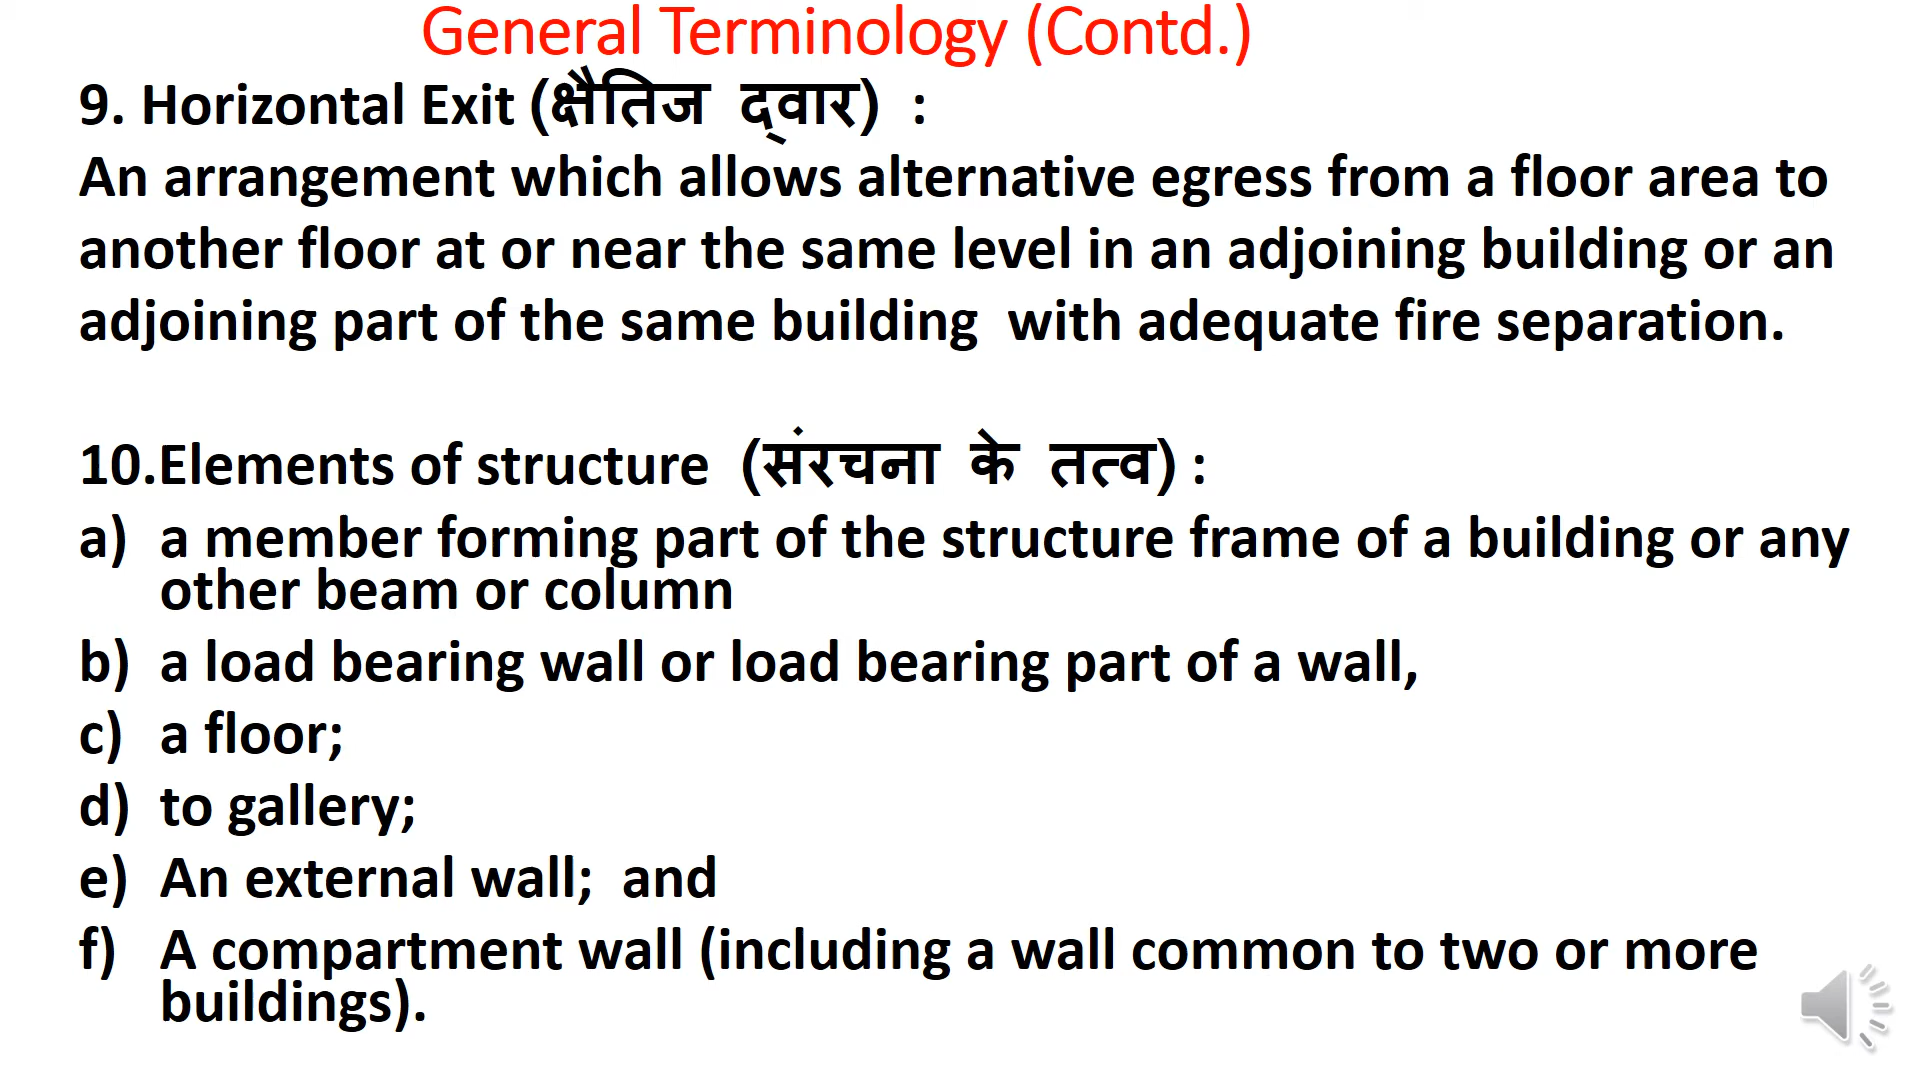 General Terminology (Contd.)
9. Horizontal Exit (क्षैतिज द्वार) :
An arrangement which allows alternative egress from a floor area to
another floor at or near the same level in an adjoining building or an
adjoining part of the same building with adequate fire separation.
10.Elements of structure (संरचना के तत्व) :
a) a member forming part of the structure frame of a building or any
other beam or column
b) a load bearing wall or load bearing part of a wall,
c) a floor;
d) to gallery;
e) An external wall; and
f) A compartment wall (including a wall common to two or more
buildings).